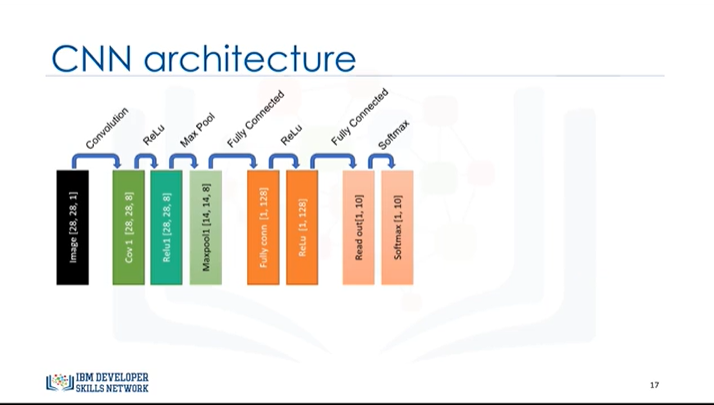 CNN architecture
Convolution
ReLu
Max Pool
Fully Connected
ReLu
Fully Connected
Softmax
Image [28, 28, 1]
Cov 1 [28, 28, 8]
Relu1 [28, 28, 8]
Maxpool1 [14, 14, 8]
Fully conn [1, 128]
ReLu [1, 128]
Read out[1, 10]
Softmax [1, 10]
IBM DEVELOPER
SKILLS NETWORK
17